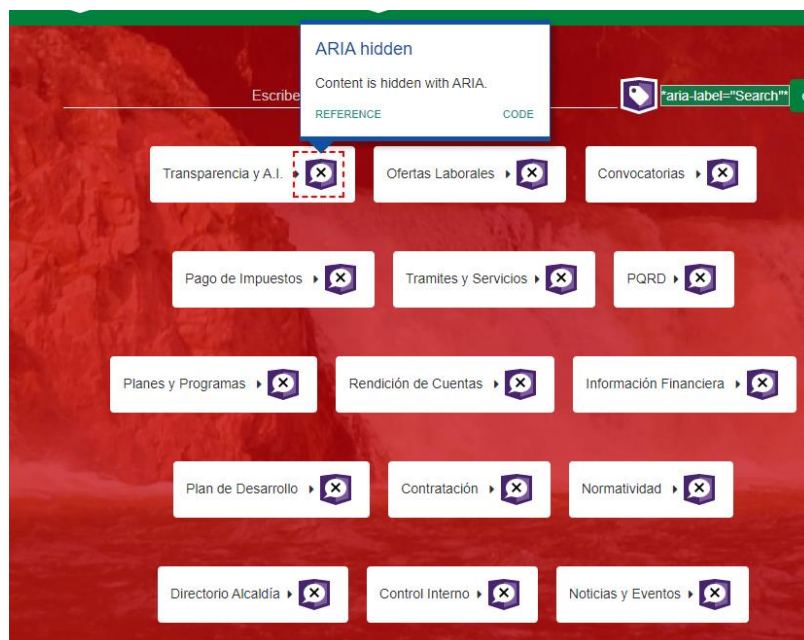 ARIA hidden
Content is hidden with ARIA.
REFERENCE CODE
Escribe
*aria-label="Search"*
Transparencia y A.I.
Ofertas Laborales
Convocatorias
Pago de Impuestos
Tramites y Servicios
PQRD
Planes y Programas
Rendición de Cuentas
Información Financiera
Plan de Desarrollo
Contratación
Normatividad
Directorio Alcaldía
Control Interno
Noticias y Eventos